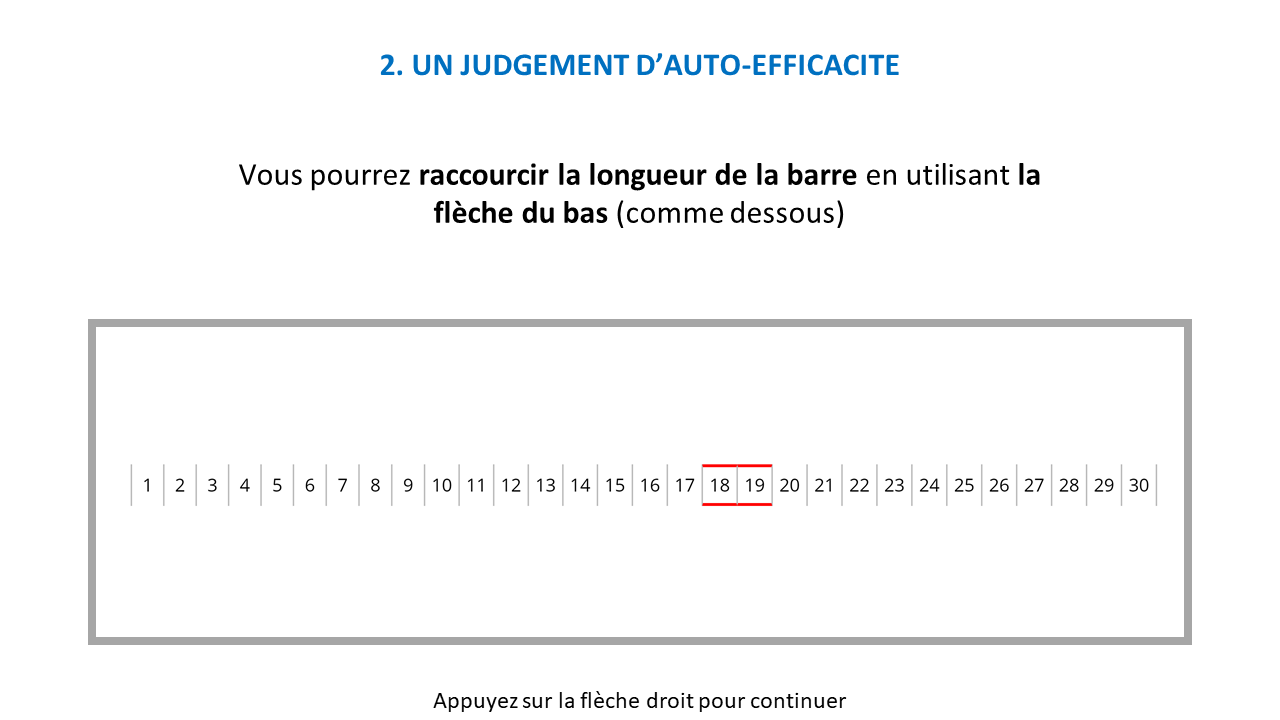 2. UN JUDGEMENT D’AUTO-EFFICACITE
Vous pourrez raccourcir la longueur de la barre en utilisant la
flèche du bas (comme dessous)
1 2 3 4 5 6 7 8 9 10 11 12 13 14 15 16 17 18 19 20 21 22 23 24 25 26 27 28 29 30
Appuyez sur la flèche droit pour continuer